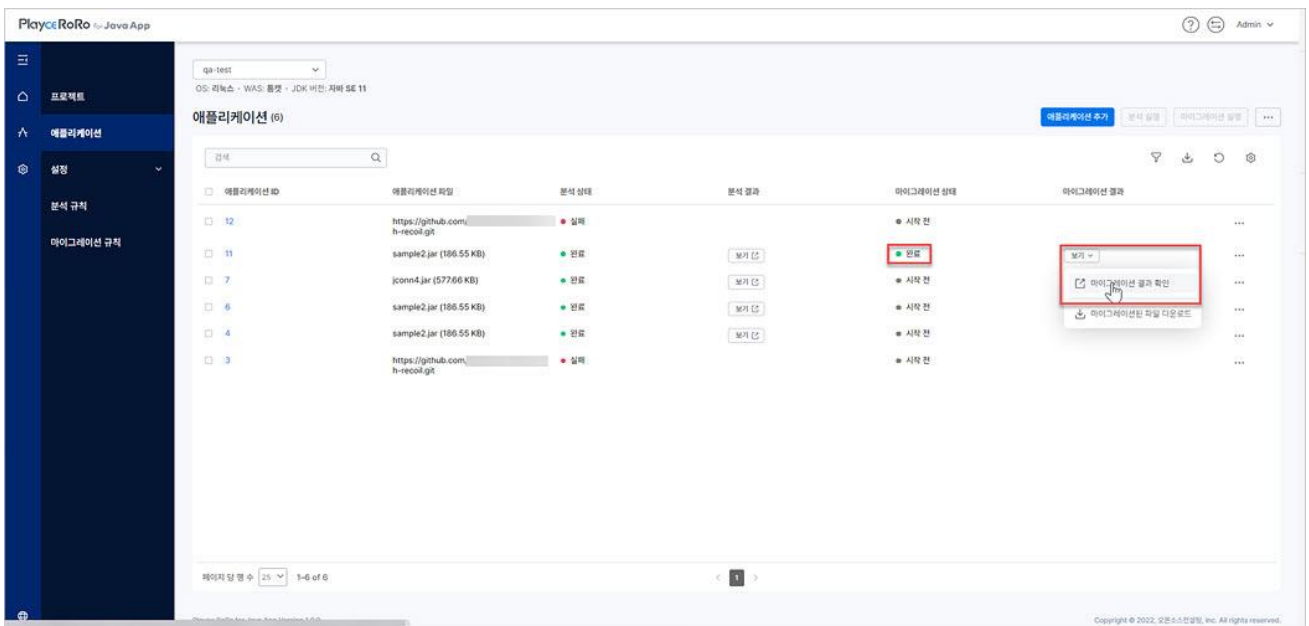 PlayceRoRo for Java App
Admin
qa-test
OS: 리눅스 · WAS: 톰캣 · JDK 버전: 자바 SE 11
프로젝트
애플리케이션
설정
분석 규칙
마이그레이션 규칙
애플리케이션 (6)
애플리케이션 추가
분석 설정
마이그레이션 설정
검색
애플리케이션 ID 애플리케이션 파일 분석 상태 분석 결과 마이그레이션 상태 마이그레이션 결과
12 https://github.com/ 실패 시작 전
h-recoil.git
11 sample2.jar (186.55 KB) 완료 보기 완료 보기
7 jconn4.jar (577.66 KB) 완료 보기 시작 전
마이그레이션 결과 확인
6 sample2.jar (186.55 KB) 완료 보기 시작 전
마이그레이션된 파일 다운로드
4 sample2.jar (186.55 KB) 완료 보기 시작 전
3 https://github.com, 실패 시작 전
h-recoil.git
페이지 당 행 수 25 1-6 of 6
1
Copyright © 2022, 오픈소스컨설팅, Inc. All rights reserved.